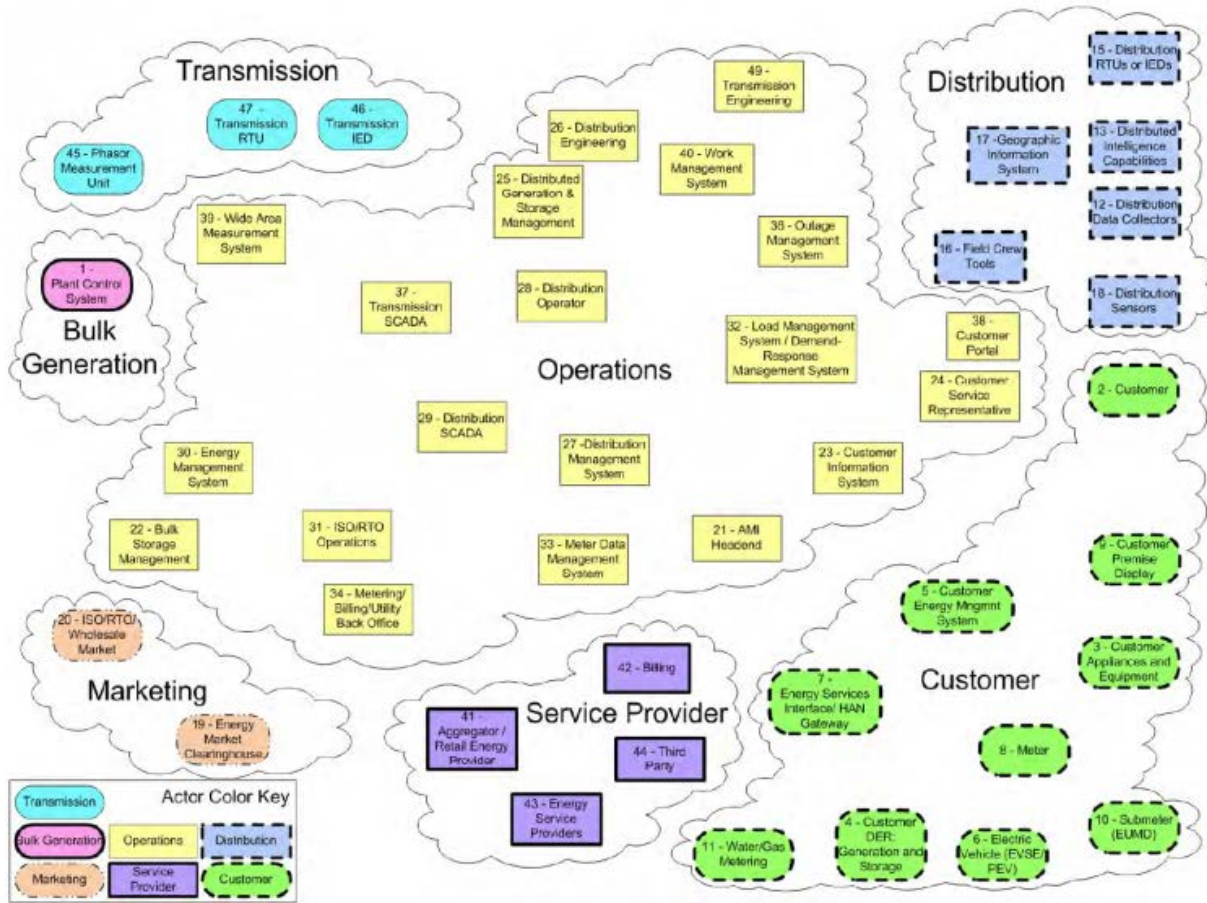 Transmission
47 -
Transmission
RTU
46 -
Transmission
IED
45 - Phasor
Measurement
Unit
49 -
Transmission
Engineering
26 - Distribution
Engineering
40 - Work
Management
System
25 - Distributed
Generation &
Storage
Management
39 - Wide Area
Measurement
System
36 - Outage
Management
System
28 - Distribution
Operator
37 -
Transmission
SCADA
32 - Load Management
System / Demand-
Response
Management System
38 -
Customer
Portal
24 - Customer
Service
Representative
Operations
29 - Distribution
SCADA
27 -Distribution
Management
System
23 - Customer
Information
System
30 - Energy
Management
System
22 - Bulk
Storage
Management
31 - ISO/RTO
Operations
33 - Meter Data
Management
System
21 - AMI
Headend
34 - Metering/
Billing/Utility
Back Office
Distribution
15 - Distribution
RTUs or IEDs
17 -Geographic
Information
System
13 - Distributed
Intelligence
Capabilities
12 - Distribution
Data Collectors
16 - Field Crew
Tools
18 - Distribution
Sensors
1 -
Plant Control
System
Bulk
Generation
2 - Customer
9 - Customer
Premise
Display
5 - Customer
Energy Mngmnt
System
3 - Customer
Appliances and
Equipment
Customer
7 -
Energy Services
Interface/ HAN
Gateway
8 - Meter
10 - Submeter
(EUMD)
11 - Water/Gas
Metering
4 - Customer
DER:
Generation and
Storage
6 - Electric
Vehicle (EVSE/
PEV)
20 - ISO/RTO/
Wholesale
Market
Marketing
19 - Energy
Market
Clearinghouse
42 - Billing
Service Provider
41 -
Aggregator /
Retail Energy
Provider
44 - Third
Party
43 - Energy
Service
Providers
Actor Color Key
Transmission
Bulk Generation
Operations
Distribution
Marketing
Service
Provider
Customer